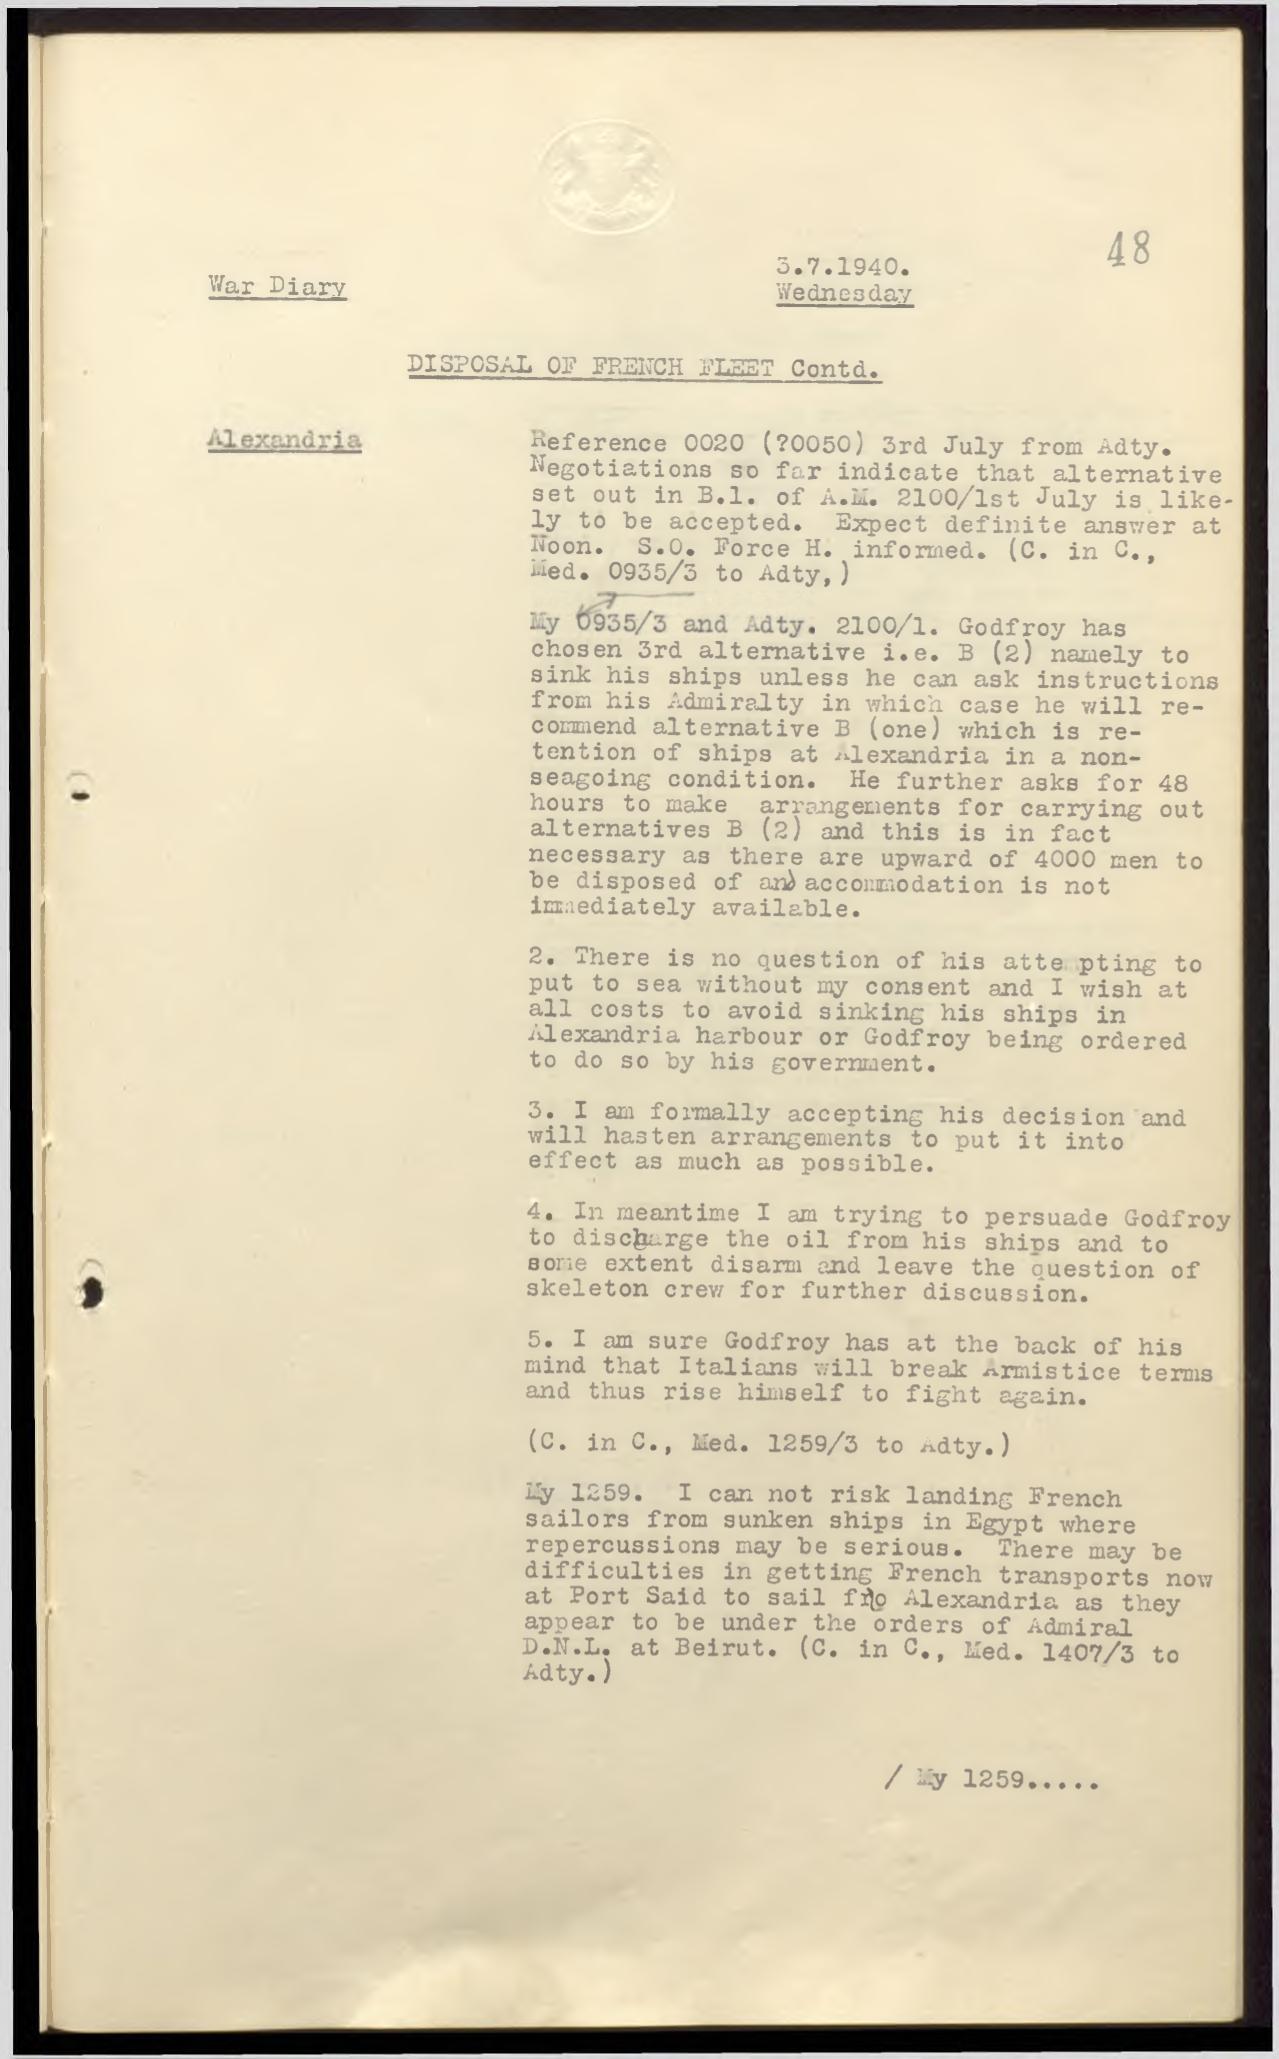 48
3.7.1940.
War Diary
Wednesday
DISPOSAL OF FRENCH FLEET Contd.
Alexandria
Reference 0020 (?0050) 3rd July from Adty.
Negotiations so far indicate that alternative
set out in B.1. of A.M. 2100/1st July is like-
ly to be accepted. Expect definite answer at
Noon. S.O. Force H. informed. (C. in C.,
Med. 0935/3 to Adty,)
My 0935/3 and Adty. 2100/1. Godfroy has
chosen 3rd alternative i.e. B (2) namely to
sink his ships unless he can ask instructions
from his Admiralty in which case he will re-
commend alternative B (one) which is re-
tention of ships at Alexandria in a non-
seagoing condition. He further asks for 48
hours to make arrangements for carrying out
alternatives B (2) and this is in fact
necessary as there are upward of 4000 men to
be disposed of and accommodation is not
immediately available.
2. There is no question of his atte pting to
put to sea without my consent and I wish at
all costs to avoid sinking his ships in
Alexandria harbour or Godfroy being ordered
to do so by his government.
3. I am formally accepting his decision and
will hasten arrangements to put it into
effect as much as possible.
4. In meantime I am trying to persuade Godfroy
to discharge the oil from his ships and to
some extent disarm and leave the question of
skeleton crew for further discussion.
5. I am sure Godfroy has at the back of his
mind that Italians will break Armistice terms
and thus rise himself to fight again.
(C. in C., Med. 1259/3 to Adty.)
My 1259. I can not risk landing French
sailors from sunken ships in Egypt where
repercussions may be serious. There may be
difficulties in getting French transports now
at Port Said to sail fro Alexandria as they
appear to be under the orders of Admiral
D.N.L. at Beirut. (C. in C., Med. 1407/3 to
Adty.)
/ My 1259.....